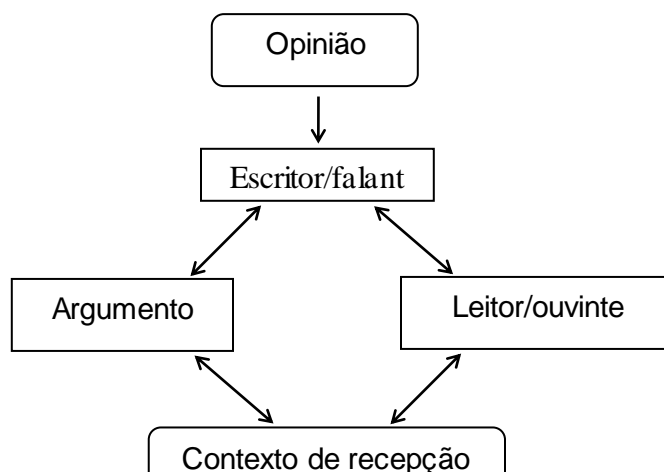 Opinião
Escritor/falant
Argumento
Leitor/ouvinte
Contexto de recepção